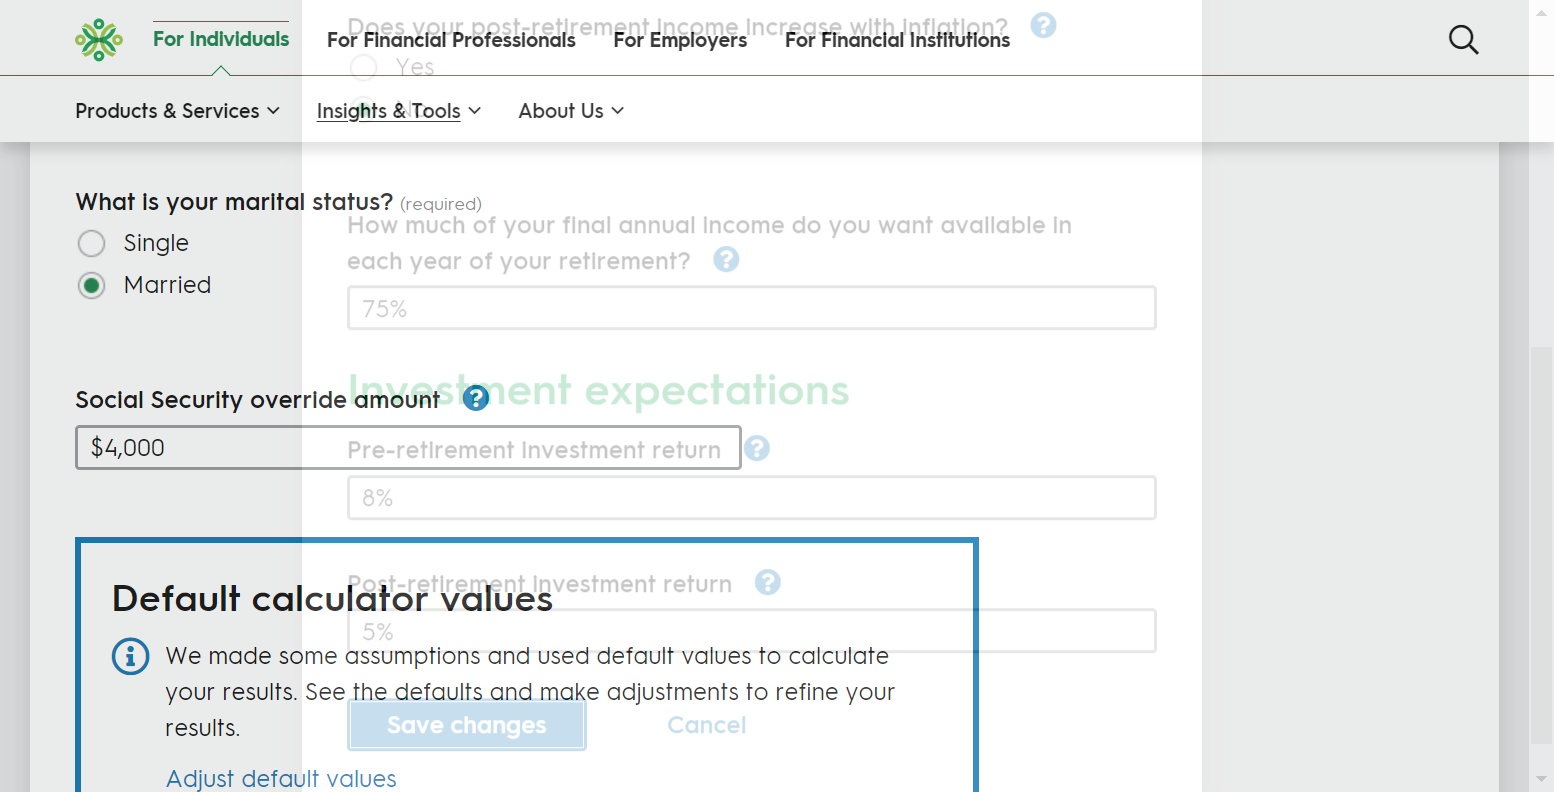 For Individuals
For Financial Professionals
For Employers
For Financial Institutions
Does your post-retirement income increase with inflation? ?
Yes
No
Products & Services
Insights & Tools
About Us
What is your marital status? (required)
Single
Married
How much of your final annual income do you want available in
each year of your retirement? ?
75%
Investment expectations
Social Security override amount ?
$4,000
Pre-retirement investment return ?
8%
Post-retirement investment return ?
5%
Default calculator values
We made some assumptions and used default values to calculate
your results. See the defaults and make adjustments to refine your
results.
Save changes
Cancel
Adjust default values